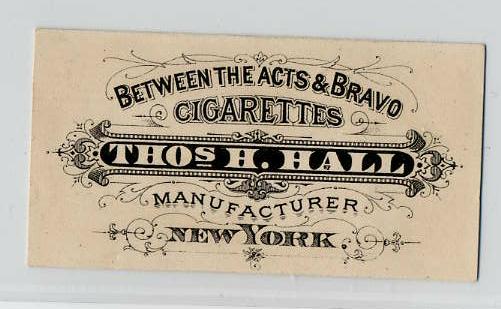 BETWEEN THE ACTS & BRAVO
CIGARETTES
THOS H. HALL
MANUFACTURER
NEW YORK.